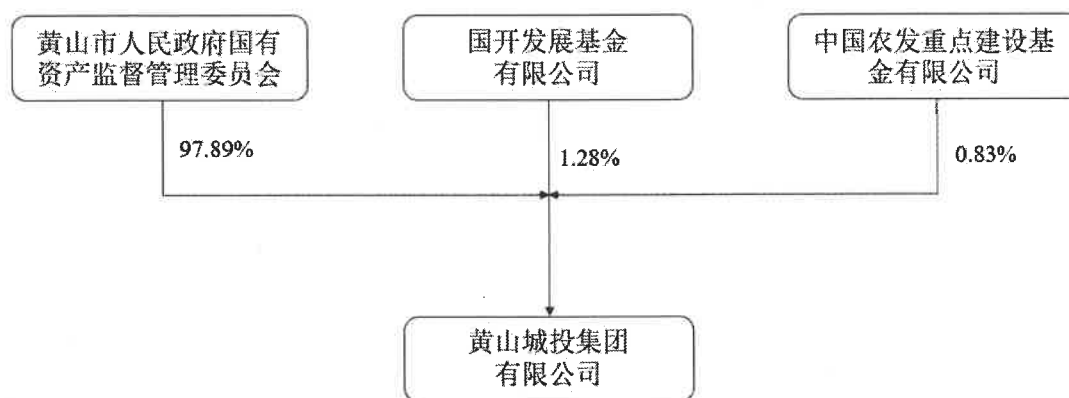 黄山市人民政府国有
资产监督管理委员会
国开发展基金
有限公司
中国农发重点建设基
金有限公司
97.89%
1.28%
0.83%
黄山城投集团
有限公司